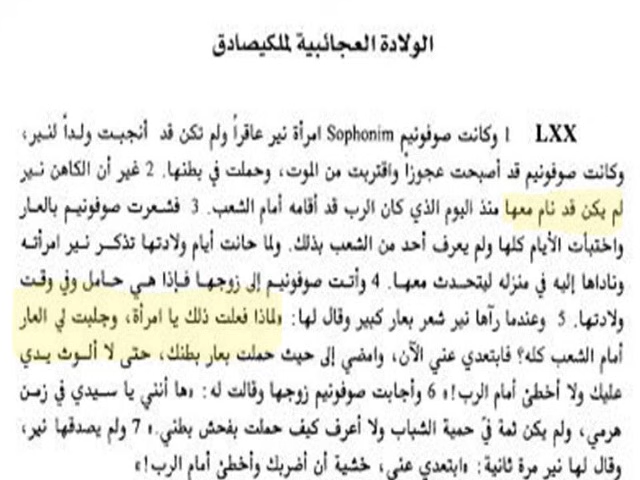 الولادة العجائبية لملكيصادق
LXX 1 وكانت صوفونيم Sophonim امرأة نير عاقراً ولم تكن قد أنجبت ولداً لنير،
وكانت صوفونيم قد أصبحت عجوزاً واقتربت من الموت، وحملت في بطنها. 2 غير أن الكاهن نير
لم يكن قد نام معها منذ اليوم الذي كان الرب قد أقامه أمام الشعب. 3 فشعرت صوفونيم بالعار
واختبأت الأيام كلها ولم يعرف أحد من الشعب بذلك. ولما حانت أيام ولادتها تذكر نير امرأته
وناداها إليه في منزله ليتحدث معها. 4 وأتت صوفونيم إلى زوجها فإذا هي حامل وفي وقت
ولادتها. 5 وعندما رآها نير شعر بعار كبير وقال لها: «لماذا فعلت ذلك يا امرأة، وجلبت لي العار
أمام الشعب كله؟ فابتعدي عني الآن، وامضي إلى حيث حملت بعار بطنك، حتى لا ألوث يدي
عليك ولا أخطئ أمام الرب!» 6 وأجابت صوفونيم زوجها وقالت له: «ها أنني يا سيدي في زمن
هرمي، ولم يكن ثمة فيّ حمية الشباب ولا أعرف كيف حملت بفحش بطني.» 7 ولم يصدقها نير،
وقال لها نير مرة ثانية: «ابتعدي عني، خشية أن أضربك وأخطئ أمام الرب!»